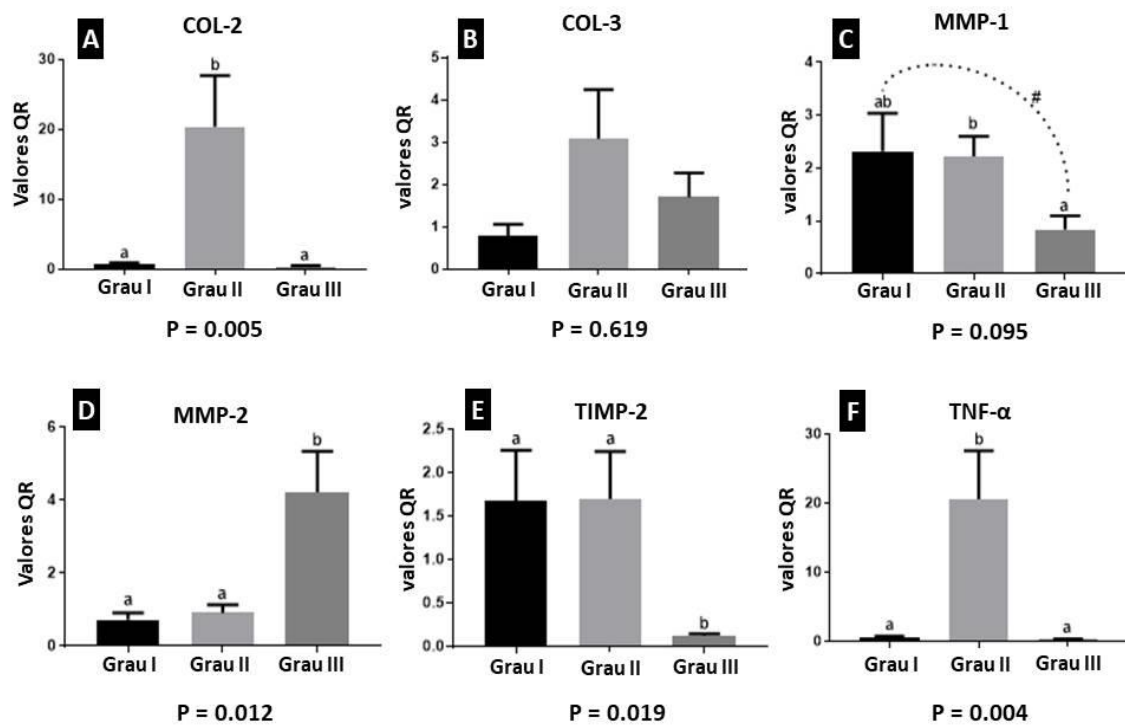 A COL-2
Valores QR
30
20
10
0
a
b
a
Grau I Grau II Grau III
P = 0.005
B COL-3
valores QR
5
4
3
2
1
0
Grau I Grau II Grau III
P = 0.619
C MMP-1
valores QR
4
3
2
1
0
ab
b
a
#
Grau I Grau II Grau III
P = 0.095
D MMP-2
Valores QR
6
4
2
0
a
a
b
Grau I Grau II Grau III
P = 0.012
E TIMP-2
valores QR
2.5
2.0
1.5
1.0
0.5
0.0
a
a
b
Grau I Grau II Grau III
P = 0.019
F TNF-α
valores QR
30
20
10
0
a
b
a
Grau I Grau II Grau III
P = 0.004